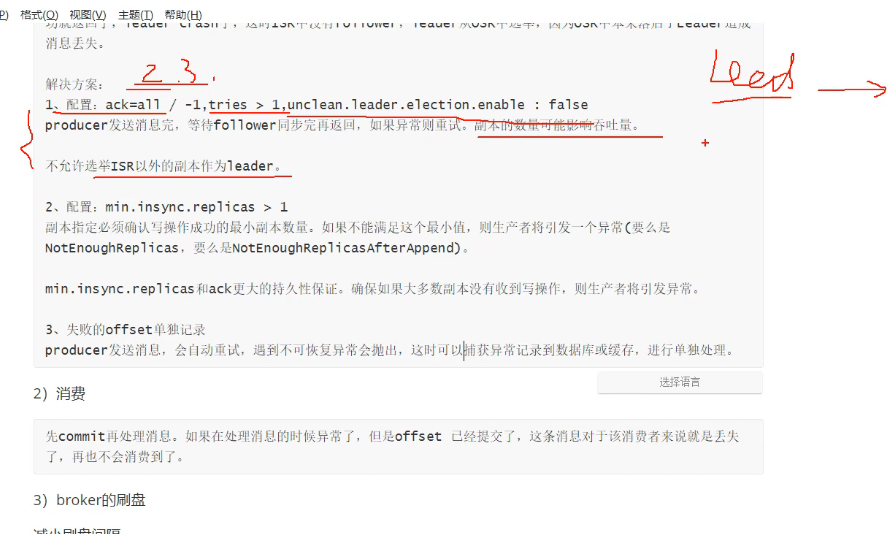 格式(O) 视图(V) 主题(T) 帮助(H)
功就返回了，leader crash了，这时ISR中没有follower，leader从OSR中选举，因为OSR中本来落后于Leader造成
消息丢失。
2.3.
Lead
解决方案：
1、配置：ack=all / -1,tries > 1,unclean.leader.election.enable : false
producer发送消息完，等待follower同步完再返回，如果异常则重试。副本的数量可能影响吞吐量。
不允许选举ISR以外的副本作为leader。
2、配置：min.insync.replicas > 1
副本指定必须确认写操作成功的最小副本数量。如果不能满足这个最小值，则生产者将引发一个异常(要么是
NotEnoughReplicas，要么是NotEnoughReplicasAfterAppend)。
min.insync.replicas和ack更大的持久性保证。确保如果大多数副本没有收到写操作，则生产者将引发异常。
3、失败的offset单独记录
producer发送消息，会自动重试，遇到不可恢复异常会抛出，这时可以捕获异常记录到数据库或缓存，进行单独处理。
选择语言
2）消费
先commit再处理消息。如果在处理消息的时候异常了，但是offset 已经提交了，这条消息对于该消费者来说就是丢失
了，再也不会消费到了。
3）broker的刷盘
减小刷盘间隔